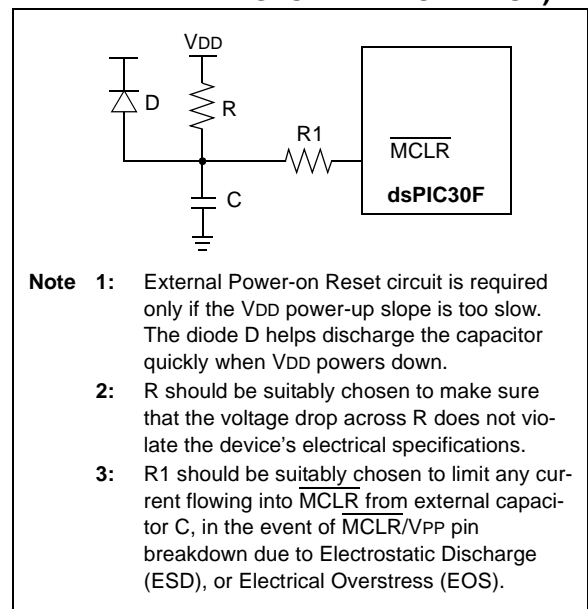 VDD
D
R
R1
MCLR
dsPIC30F
C
Note 1: External Power-on Reset circuit is required
only if the VDD power-up slope is too slow.
The diode D helps discharge the capacitor
quickly when VDD powers down.
2: R should be suitably chosen to make sure
that the voltage drop across R does not vio-
late the device's electrical specifications.
3: R1 should be suitably chosen to limit any cur-
rent flowing into MCLR from external capaci-
tor C, in the event of MCLR/VPP pin
breakdown due to Electrostatic Discharge
(ESD), or Electrical Overstress (EOS).